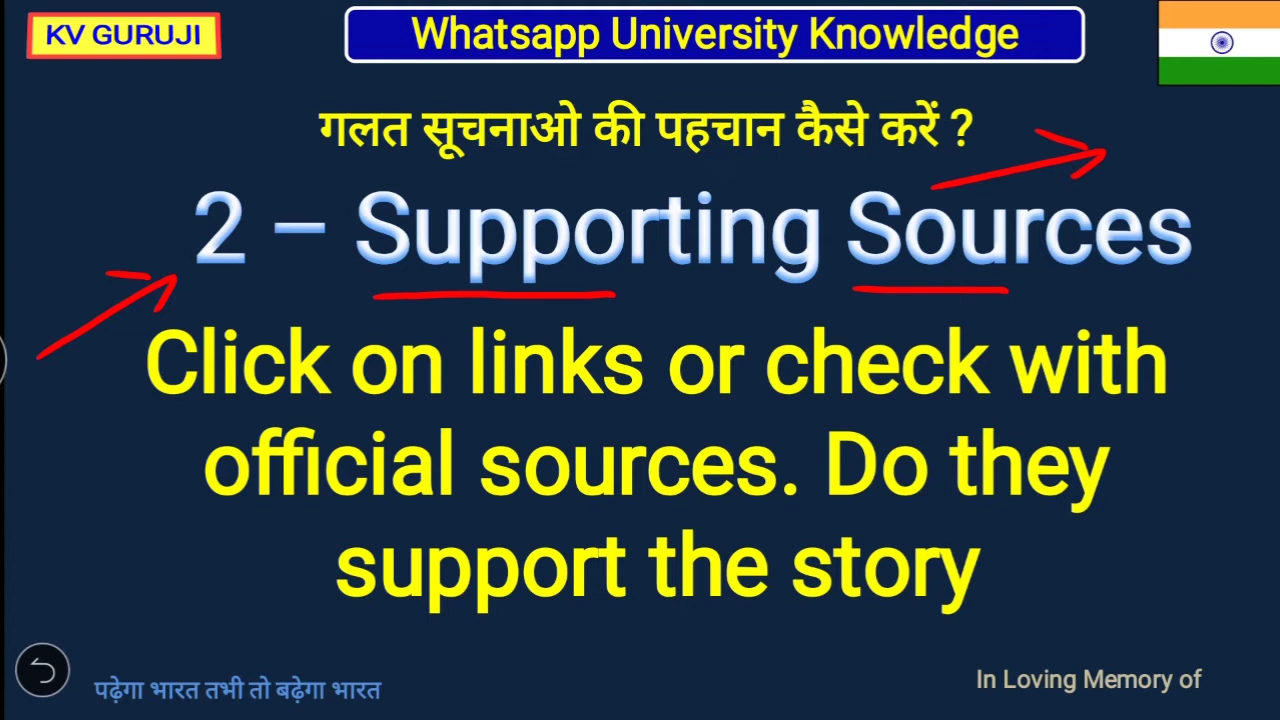 KV GURUJI
Whatsapp University Knowledge
गलत सूचनाओ की पहचान कैसे करें ?
2 – Supporting Sources
Click on links or check with
official sources. Do they
support the story
पढ़ेगा भारत तभी तो बढ़ेगा भारत
In Loving Memory of